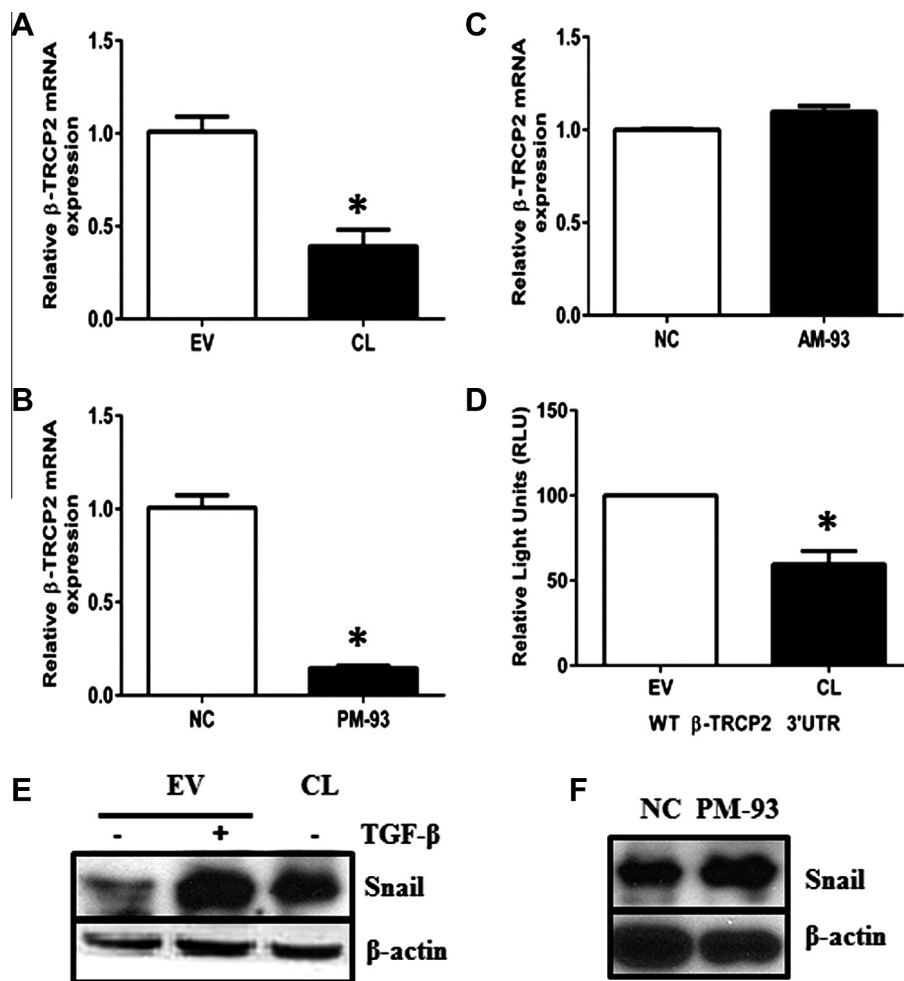 A
Relative β-TRCP2 mRNA
expression
1.5
1.0
0.5
0.0
*
EV
CL
C
Relative β-TRCP2 mRNA
expression
1.5
1.0
0.5
0.0
NC
AM-93
B
Relative β-TRCP2 mRNA
expression
1.5
1.0
0.5
0.0
*
NC
PM-93
D
Relative Light Units (RLU)
150
100
50
0
*
EV
CL
WT β-TRCP2 3'UTR
E
EV CL
- + - TGF-β
Snail
β-actin
F
NC PM-93
Snail
β-actin